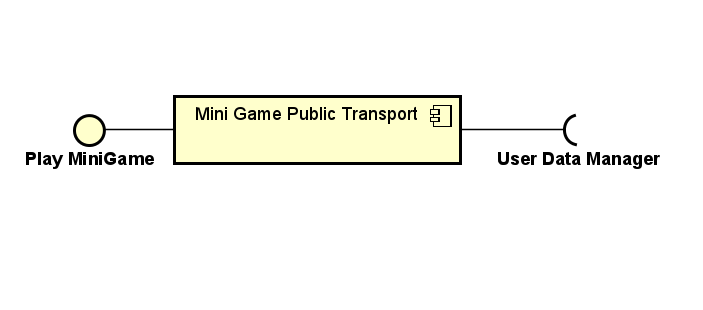 Mini Game Public Transport
Play MiniGame
User Data Manager